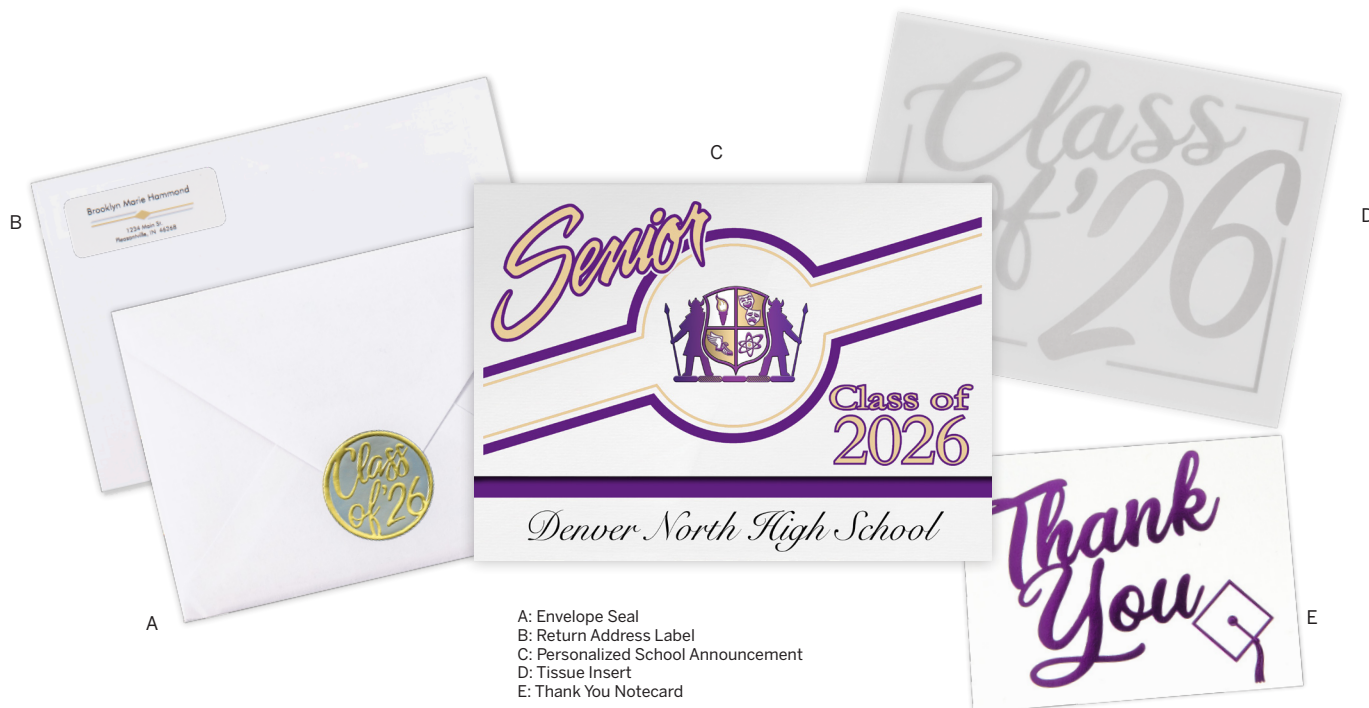 B
Brooklyn Marie Hammond
1234 Main St.
Pleasantville, IN 46268
Class
of '26
A
C
Senior
Class of
2026
Denver North High School
Class
of '26
D
Thank
You
E
A: Envelope Seal
B: Return Address Label
C: Personalized School Announcement
D: Tissue Insert
E: Thank You Notecard